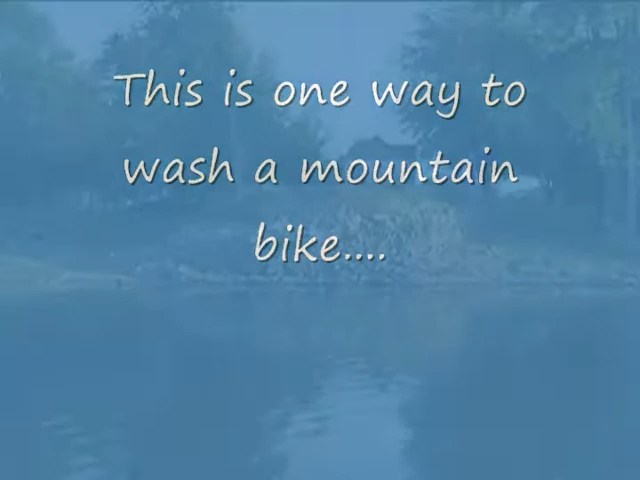 This is one way to
wash a mountain
bike....